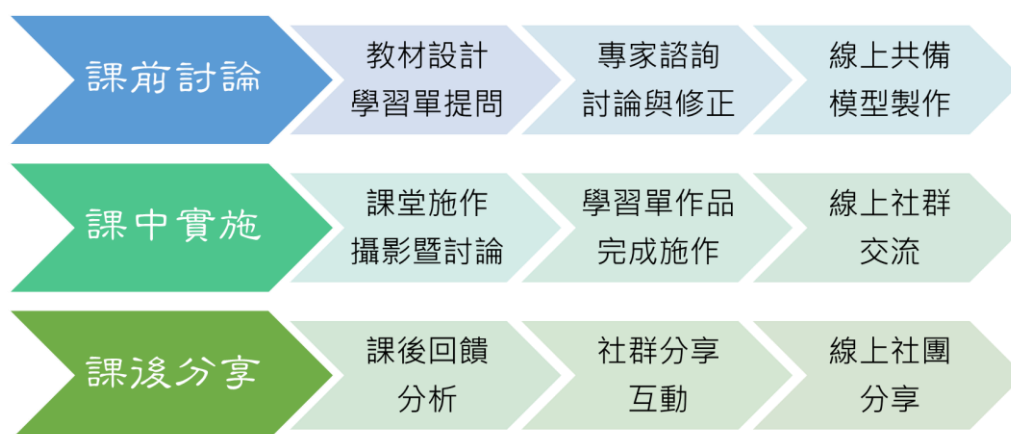 課前討論
教材設計
學習單提問
專家諮詢
討論與修正
線上共備
模型製作
課中實施
課堂施作
攝影暨討論
學習單作品
完成施作
線上社群
交流
課後分享
課後回饋
分析
社群分享
互動
線上社團
分享